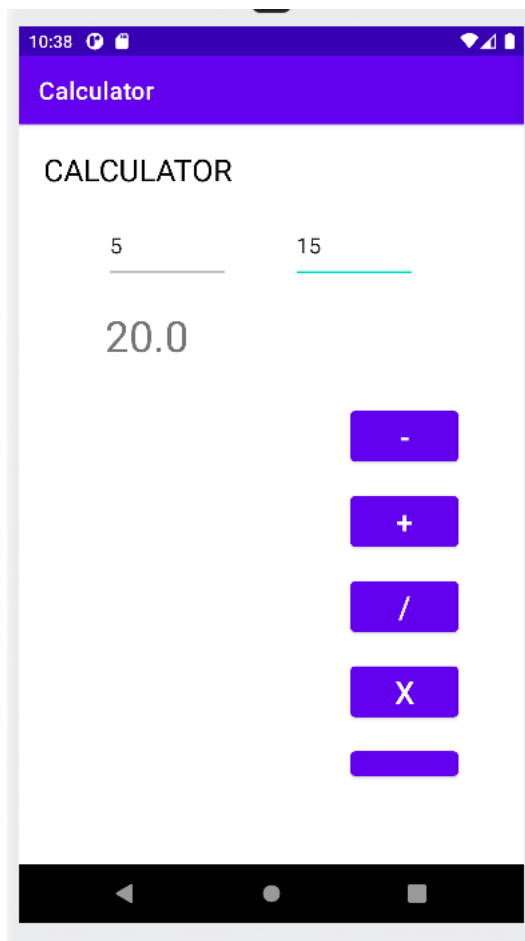 10:38
Calculator
CALCULATOR
5 15
20.0
-
+
/
X